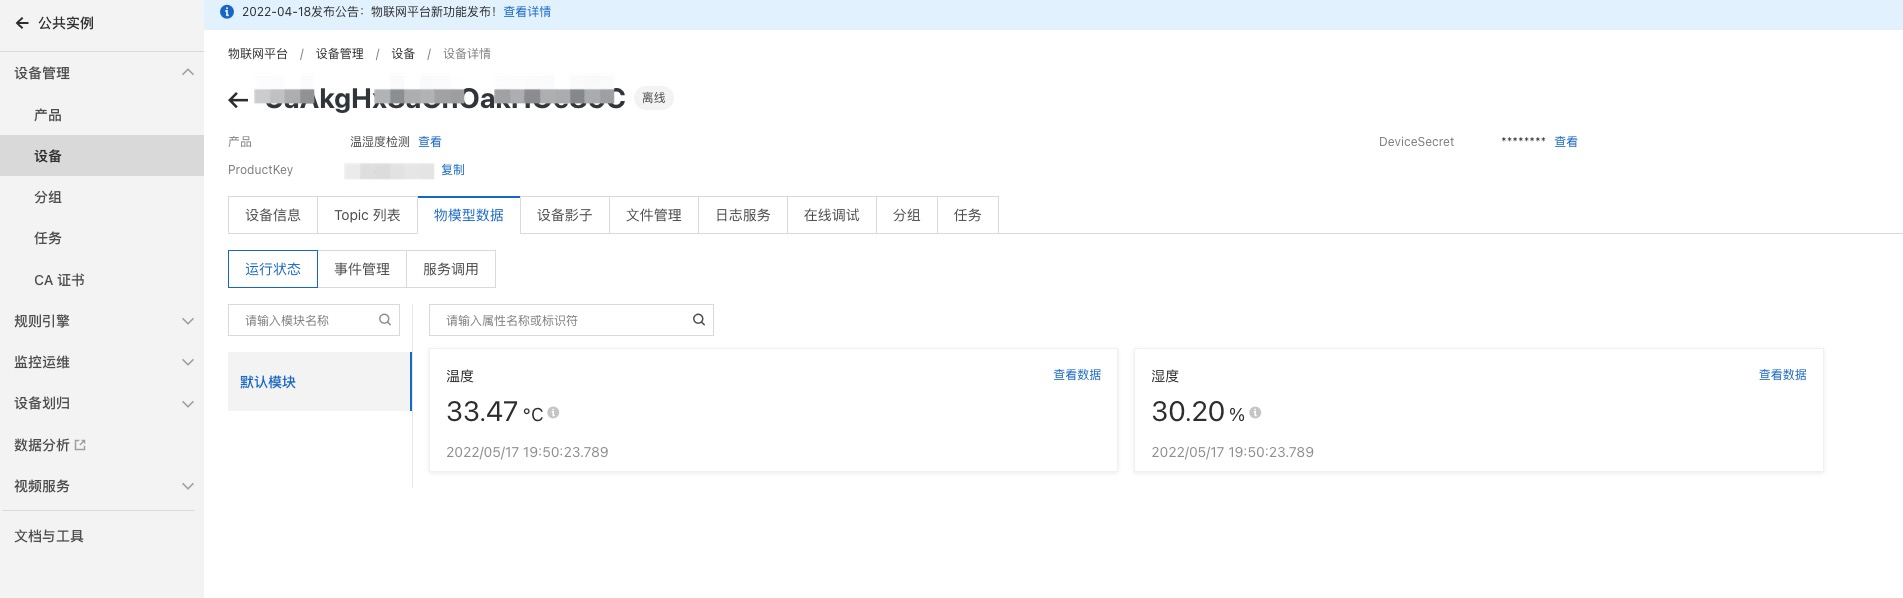 公共实例
2022-04-18发布公告：物联网平台新功能发布！ 查看详情
设备管理
产品
设备
分组
任务
CA 证书
规则引擎
监控运维
设备划归
数据分析
视频服务
文档与工具
物联网平台 / 设备管理 / 设备 / 设备详情
离线
产品 温湿度检测 查看
DeviceSecret ******** 查看
ProductKey 复制
设备信息 Topic 列表 物模型数据 设备影子 文件管理 日志服务 在线调试 分组 任务
运行状态 事件管理 服务调用
请输入模块名称 请输入属性名称或标识符
默认模块
温度 查看数据
33.47 °C
2022/05/17 19:50:23.789
湿度 查看数据
30.20 %
2022/05/17 19:50:23.789